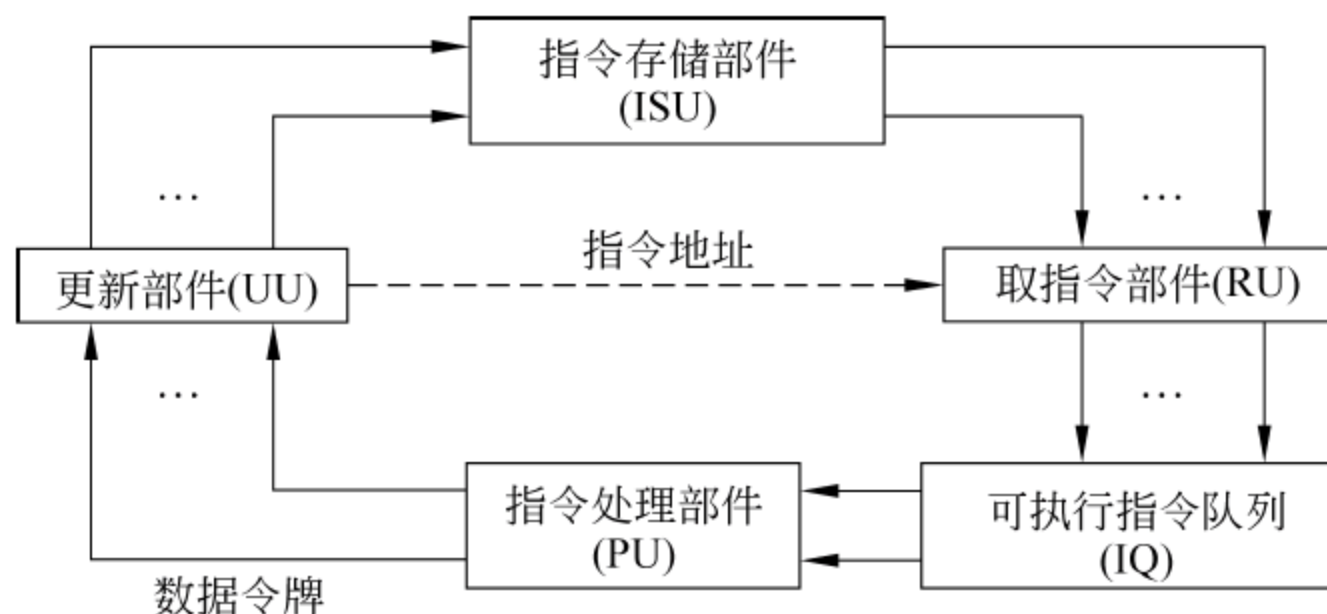 指令存储部件
(ISU)
…
…
指令地址
更新部件(UU)
取指令部件(RU)
…
…
指令处理部件
(PU)
可执行指令队列
(IQ)
数据令牌